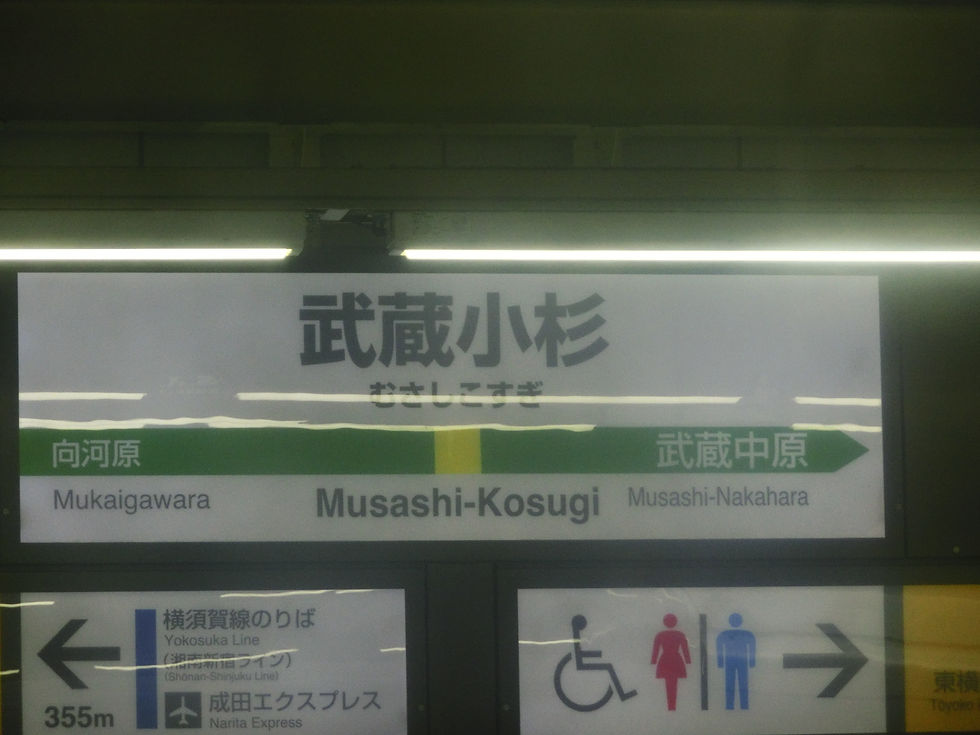 武蔵小杉
むさしこすぎ
向河原 武蔵中原
Mukaigawara Musashi-Kosugi Musashi-Nakahara
横須賀線のりば
Yokosuka Line
(湘南新宿ライン)
(Shōnan-Shinjuku Line)
成田エクスプレス
Narita Express
355m
東横
Tōyoko